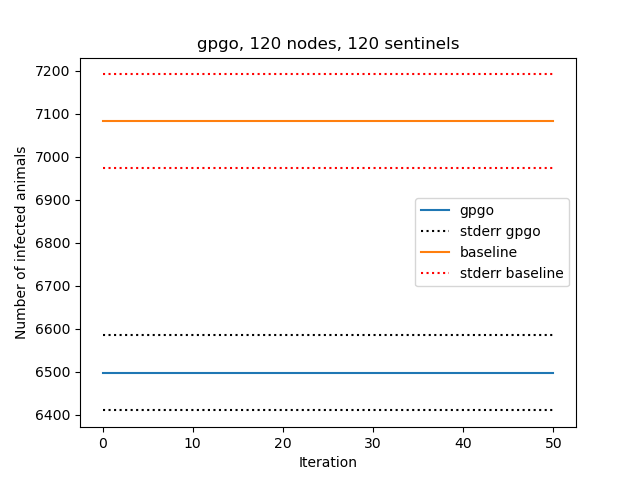 gpgo, 120 nodes, 120 sentinels
7200
7100
7000
6900
6800
6700
6600
6500
6400
Number of infected animals
gpgo
stderr gpgo
baseline
stderr baseline
0
10
20
30
40
50
Iteration